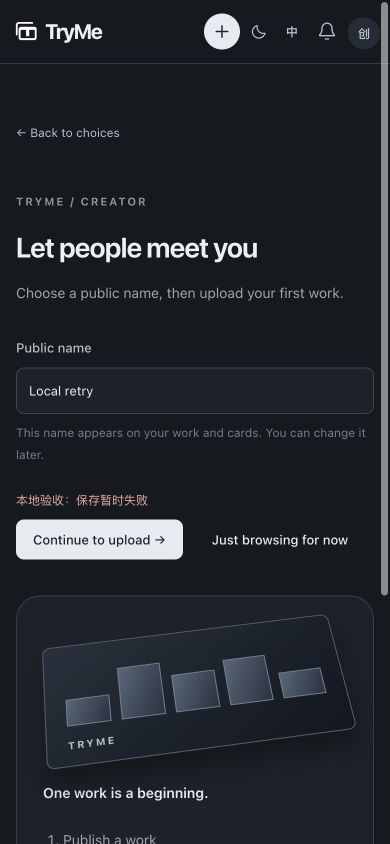 TryMe
中
创
← Back to choices
TRYME / CREATOR
Let people meet you
Choose a public name, then upload your first work.
Public name
Local retry
This name appears on your work and cards. You can change it
later.
本地验收：保存暂时失败
Continue to upload →
Just browsing for now
TRYME
One work is a beginning.
1. Publish a work